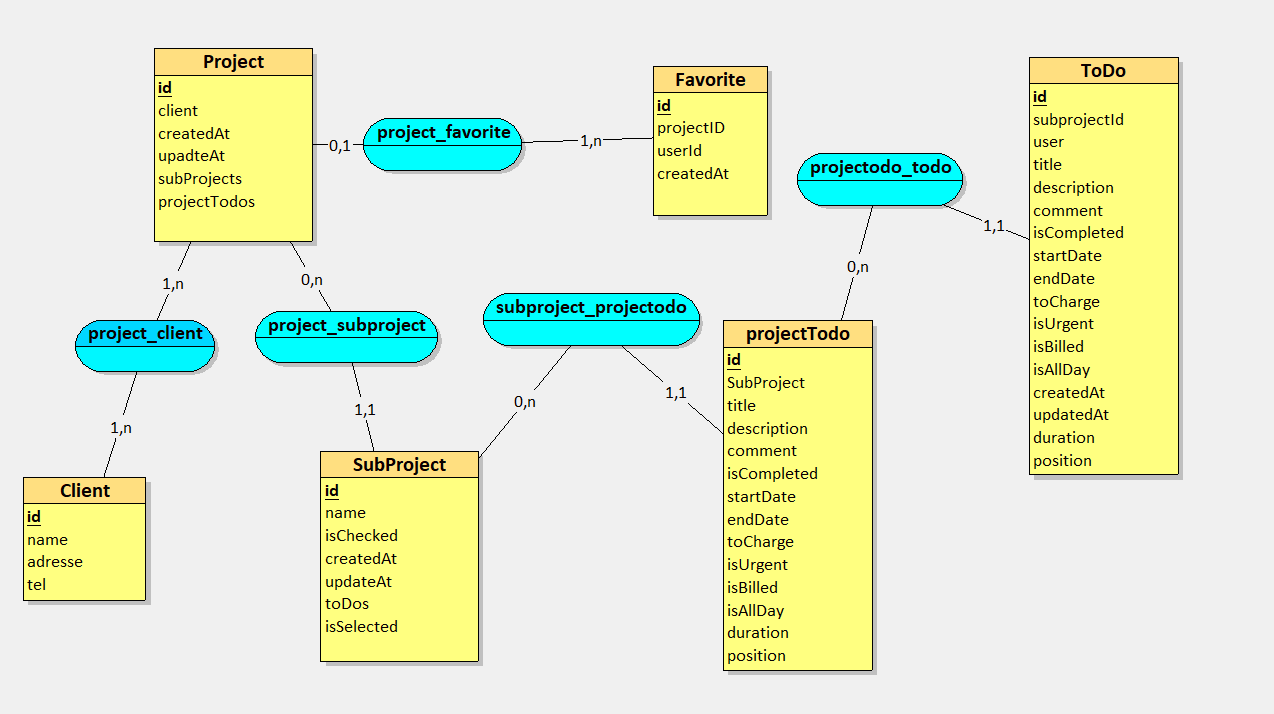 Project
id
client
createdAt
upadteAt
subProjects
projectTodos
0,1
project_favorite
1,n
Favorite
id
projectID
userId
createdAt
ToDo
id
subprojectId
user
title
description
comment
isCompleted
startDate
endDate
toCharge
isUrgent
isBilled
isAllDay
createdAt
updatedAt
duration
position
projectodo_todo
1,1
0,n
1,n
project_client
1,n
Client
id
name
adresse
tel
0,n
project_subproject
1,1
SubProject
id
name
isChecked
createdAt
updateAt
toDos
isSelected
subproject_projectodo
0,n
1,1
projectTodo
id
SubProject
title
description
comment
isCompleted
startDate
endDate
toCharge
isUrgent
isBilled
isAllDay
duration
position